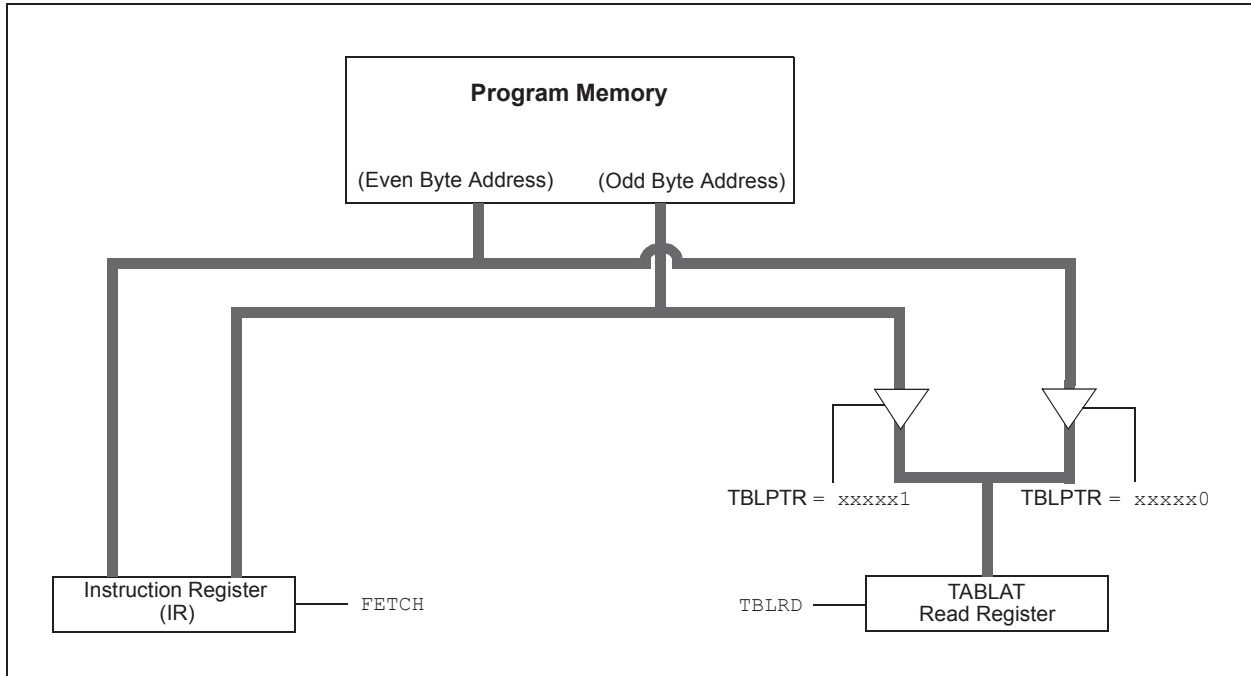 Program Memory
(Even Byte Address) (Odd Byte Address)
TBLPTR = xxxxx1
TBLPTR = xxxxx0
Instruction Register
(IR)
FETCH
TBLRD
TABLAT
Read Register